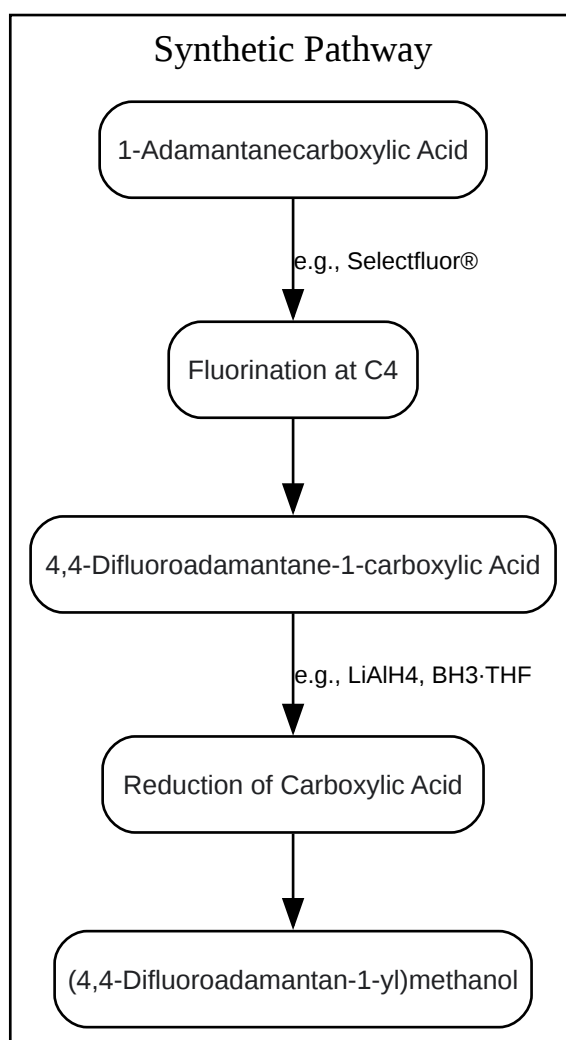 Synthetic Pathway
1-Adamantanecarboxylic Acid
e.g., Selectfluor®
Fluorination at C4
4,4-Difluoroadamantane-1-carboxylic Acid
e.g., LiAlH4, BH3·THF
Reduction of Carboxylic Acid
(4,4-Difluoroadamantan-1-yl)methanol